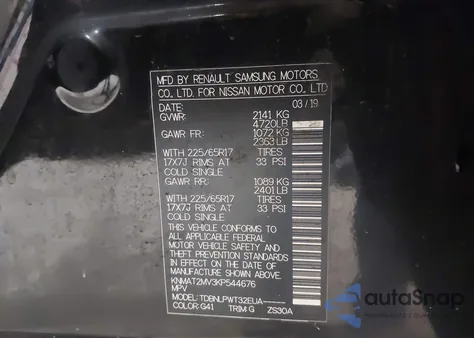 MFD BY RENAULT SAMSUNG MOTORS
CO., LTD. FOR NISSAN MOTOR CO., LTD
DATE: 03/19
GVWR: 2141 KG
4720LB
GAWR FR: 1072 KG
2363 LB
WITH 225/65R17 TIRES
17X7J RIMS AT 33 PSI
COLD SINGLE
GAWR RR: 1089 KG
2401 LB
WITH 225/65R17 TIRES
17X7J RIMS AT 33 PSI
COLD SINGLE
THIS VEHICLE CONFORMS TO
ALL APPLICABLE FEDERAL
MOTOR VEHICLE SAFETY AND
THEFT PREVENTION STANDARDS
IN EFFECT ON THE DATE OF
MANUFACTURE SHOWN ABOVE.
KNMAT2MV3KP544676
MPV
MODEL:TDBNLPWT32EUA-----
COLOR:G41 TRIM:G ZS30A
autoSnap